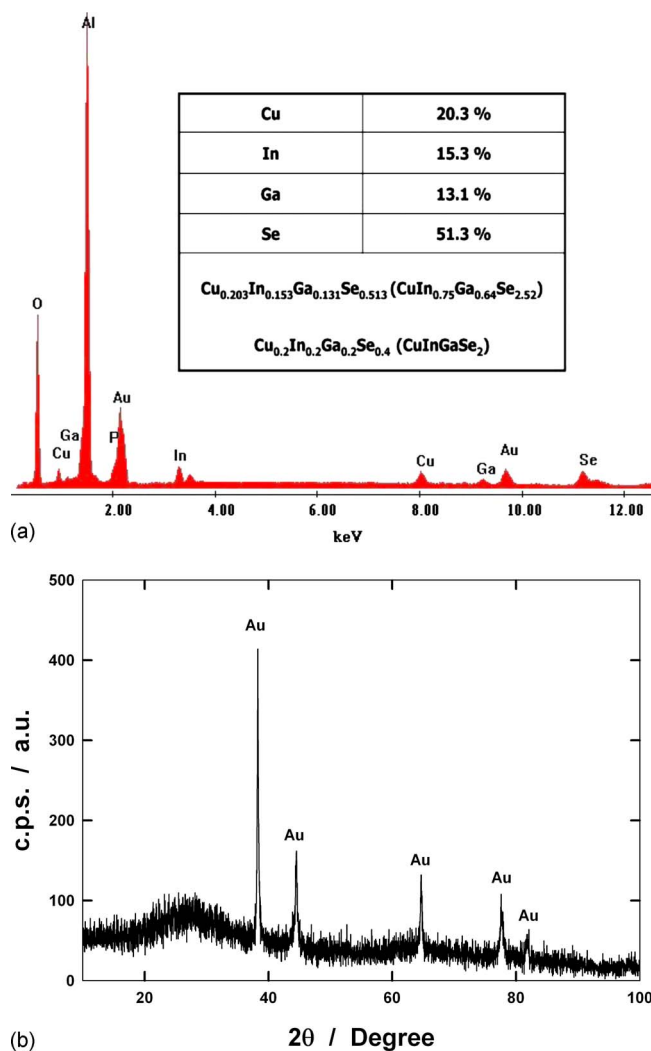 Al
Cu 20.3 %
In 15.3 %
Ga 13.1 %
Se 51.3 %
Cu0.203In0.153Ga0.131Se0.513 (CuIn0.75Ga0.64Se2.52)
Cu0.2In0.2Ga0.2Se0.4 (CuInGaSe2)
O
Ga
Cu
P
Au
In
Cu
Ga
Au
Se
2.00 4.00 6.00 8.00 10.00 12.00
keV
(a)
500
400
300
200
100
0
c.p.s. / a.u.
Au
Au
Au
Au
Au
20 40 60 80 100
2θ / Degree
(b)